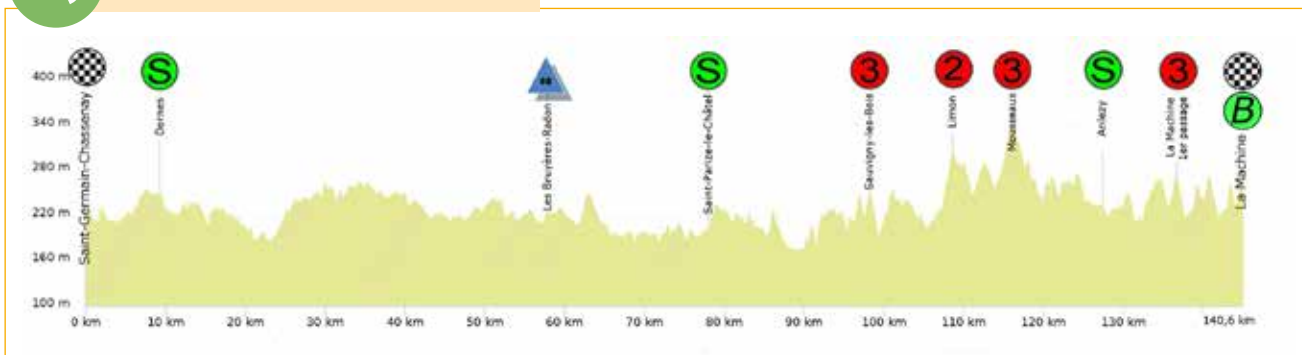 400 m
340 m
280 m
220 m
160 m
100 m
0 km
10 km
20 km
30 km
40 km
50 km
60 km
70 km
80 km
90 km
100 km
110 km
120 km
130 km
140,6 km
Saint-Germain-Chassenay
S
Dornes
Les Bruyères-Radon
S
Saint-Parize-le-Châtel
3
Sauvigny-les-Bois
2
Limon
3
Mousseaux
S
Anlezy
3
La Machine
1er passage
B
La Machine